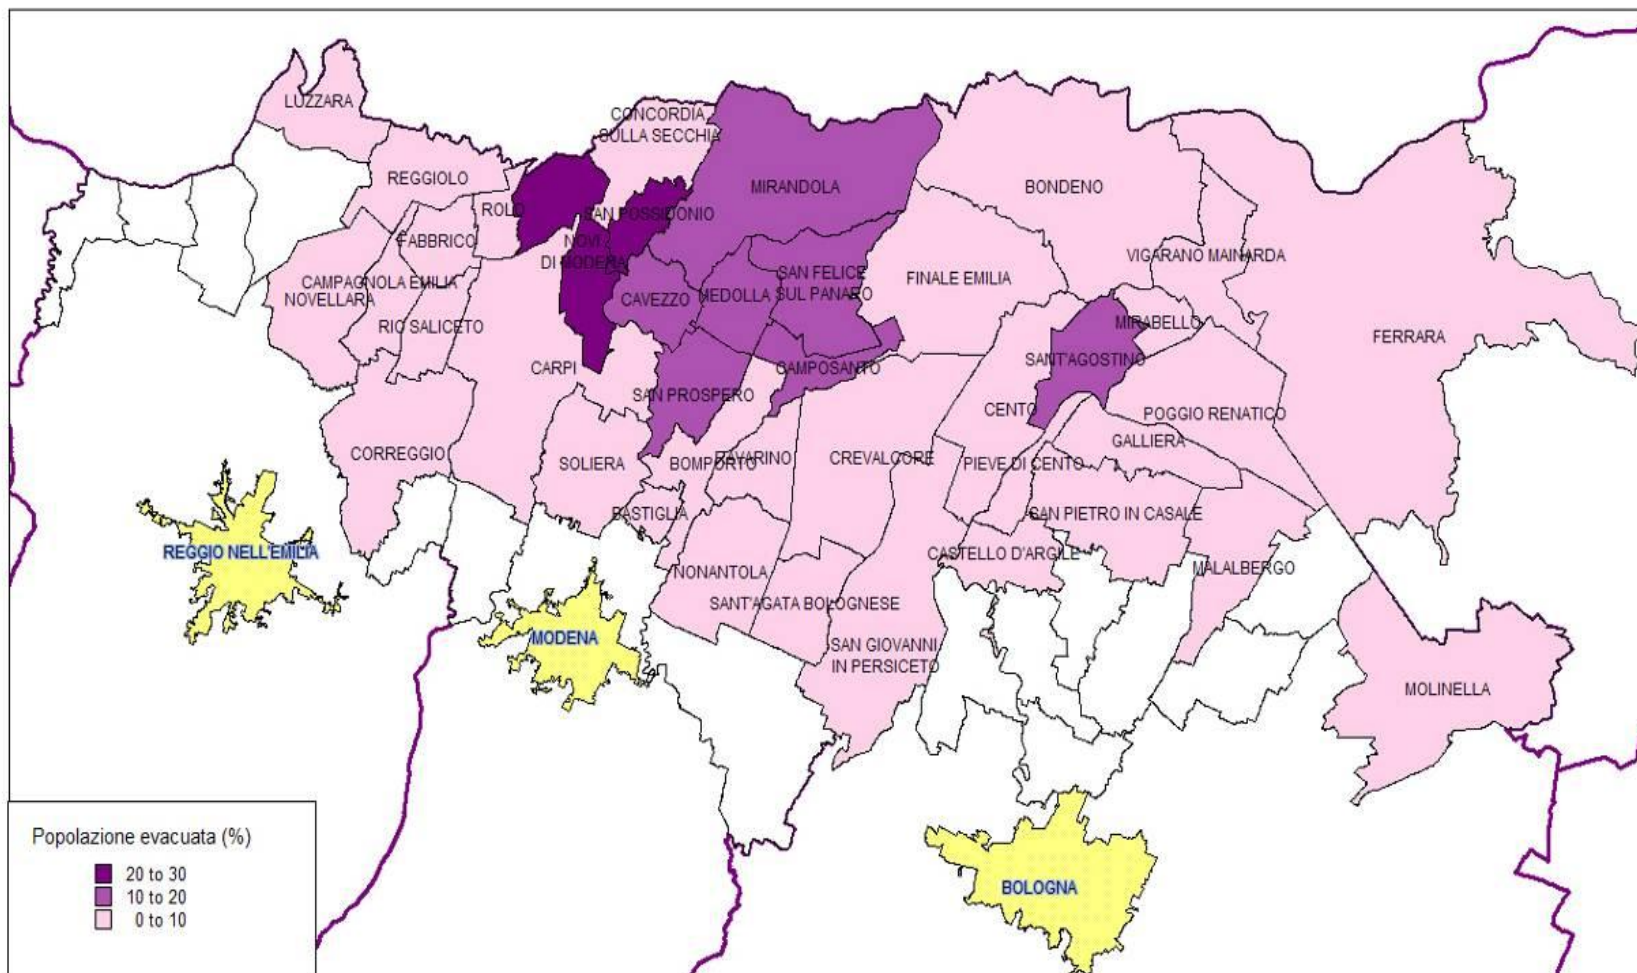 LUZZARA
CONCORDIA
SULLA SECCHIA
REGGIOLO
MIRANDOLA
BONDENO
ROLO
SAN POSSIDONIO
FABBRICO
NOVI
DI MODENA
VIGARANO MAINARDA
CAMPAGNOLA EMILIA
NOVELLARA
CAVEZZO
MEDOLLA
SAN FELICE
SUL PANARO
FINALE EMILIA
RIO SALICETO
MIRABELLO
FERRARA
CARPI
CAMPOSANTO
SANT'AGOSTINO
SAN PROSPERO
CENTO
POGGIO RENATICO
GALLIERA
CORREGGIO
SOLIERA
BOMPORTO
RAVARINO
CREVALCORE
PIEVE DI CENTO
BASTIGLIA
SAN PIETRO IN CASALE
REGGIO NELL'EMILIA
CASTELLO D'ARGILE
NONANTOLA
MALALBERGO
SANT'AGATA BOLOGNESE
MODENA
SAN GIOVANNI
IN PERSICETO
MOLINELLA
BOLOGNA
Popolazione evacuata (%)
20 to 30
10 to 20
0 to 10